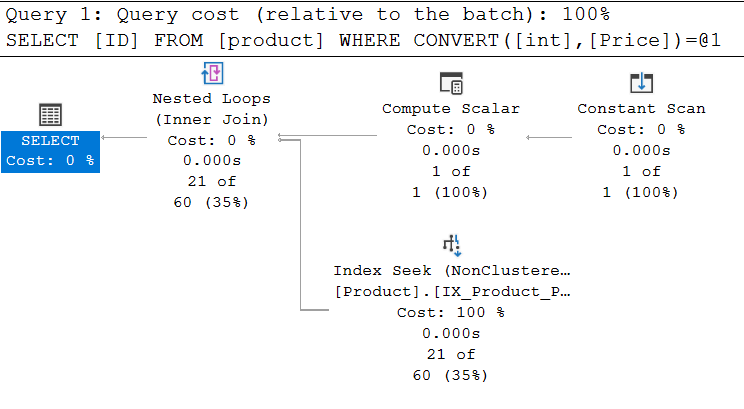 Query 1: Query cost (relative to the batch): 100%
SELECT [ID] FROM [product] WHERE CONVERT([int],[Price])=@1
SELECT
Cost: 0 %
Nested Loops
(Inner Join)
Cost: 0 %
0.000s
21 of
60 (35%)
Compute Scalar
Cost: 0 %
0.000s
1 of
1 (100%)
Constant Scan
Cost: 0 %
0.000s
1 of
1 (100%)
Index Seek (NonClustere…
[Product].[IX_Product_P…
Cost: 100 %
0.000s
21 of
60 (35%)